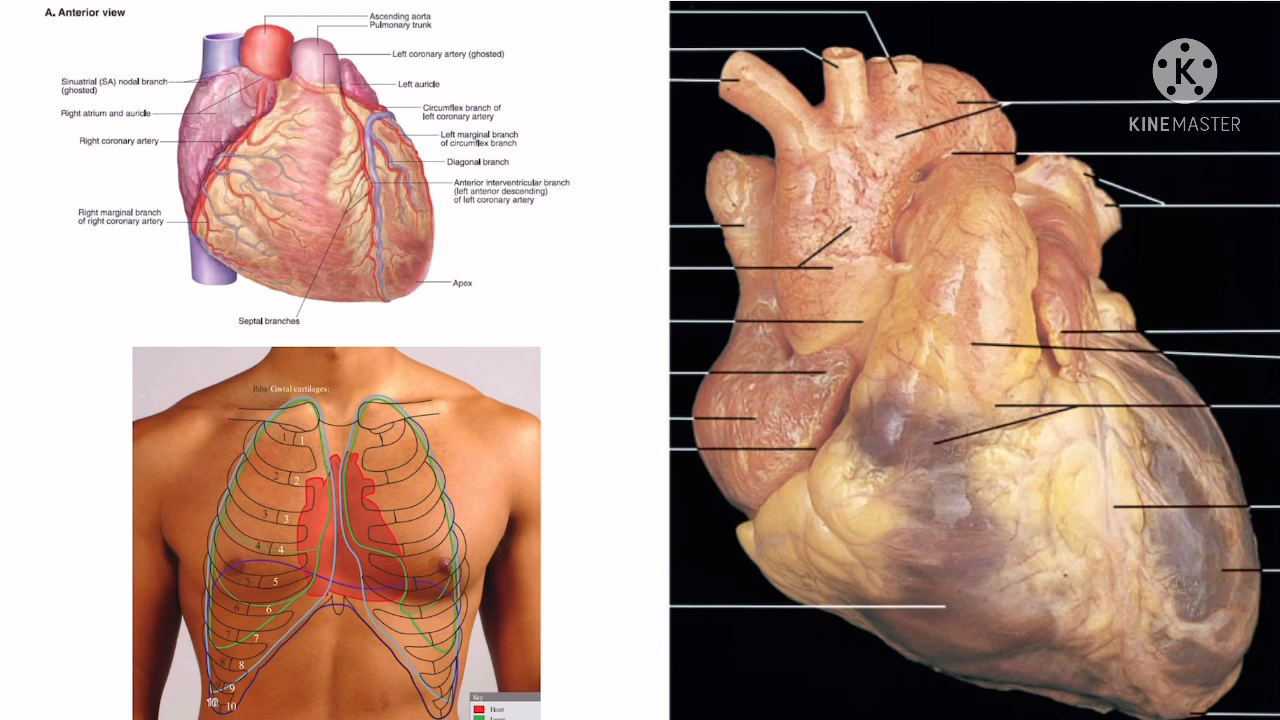 A. Anterior view
Ascending aorta
Pulmonary trunk
Left coronary artery (ghosted)
Left auricle
Circumflex branch of
left coronary artery
Left marginal branch
of circumflex branch
Diagonal branch
Anterior interventricular branch
(left anterior descending)
of left coronary artery
Apex
Septal branches
Sinuatrial (SA) nodal branch
(ghosted)
Right atrium and auricle
Right coronary artery
Right marginal branch
of right coronary artery
Ribs: Costal cartilages:
1 1
2 2
3 3
4 4
5 5
6 6
7 7
8 8
9
10 10
Key
Heart
K
KINEMASTER